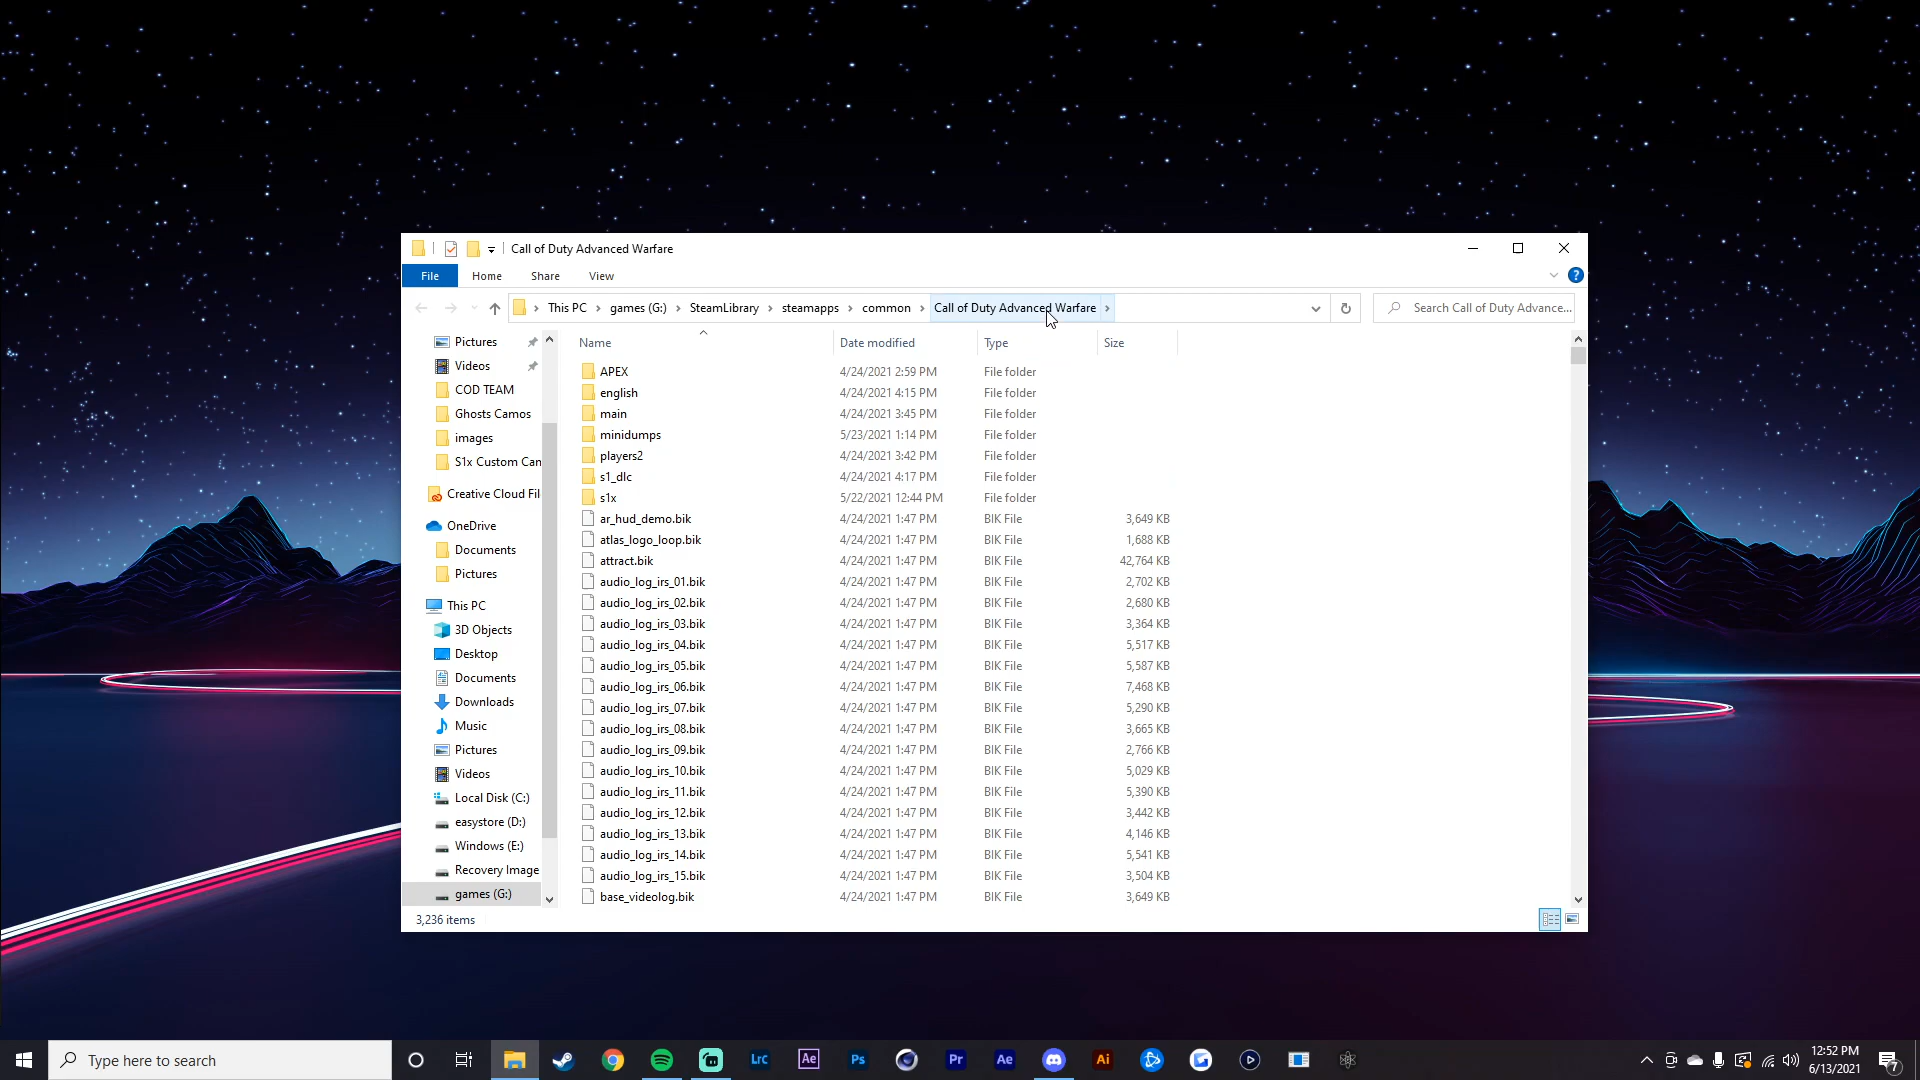 Call of Duty Advanced Warfare
File Home Share View
This PC games (G:) SteamLibrary steamapps common Call of Duty Advanced Warfare
Search Call of Duty Advance...
Name Date modified Type Size
Pictures
Videos
COD TEAM
Ghosts Camos
images
S1x Custom Can
Creative Cloud Fil
OneDrive
Documents
Pictures
This PC
3D Objects
Desktop
Documents
Downloads
Music
Pictures
Videos
Local Disk (C:)
easystore (D:)
Windows (E:)
Recovery Image
games (G:)
APEX 4/24/2021 2:59 PM File folder
english 4/24/2021 4:15 PM File folder
main 4/24/2021 3:45 PM File folder
minidumps 5/23/2021 1:14 PM File folder
players2 4/24/2021 3:42 PM File folder
s1_dlc 4/24/2021 4:17 PM File folder
s1x 5/22/2021 12:44 PM File folder
ar_hud_demo.bik 4/24/2021 1:47 PM BIK File 3,649 KB
atlas_logo_loop.bik 4/24/2021 1:47 PM BIK File 1,688 KB
attract.bik 4/24/2021 1:47 PM BIK File 42,764 KB
audio_log_irs_01.bik 4/24/2021 1:47 PM BIK File 2,702 KB
audio_log_irs_02.bik 4/24/2021 1:47 PM BIK File 2,680 KB
audio_log_irs_03.bik 4/24/2021 1:47 PM BIK File 3,364 KB
audio_log_irs_04.bik 4/24/2021 1:47 PM BIK File 5,517 KB
audio_log_irs_05.bik 4/24/2021 1:47 PM BIK File 5,587 KB
audio_log_irs_06.bik 4/24/2021 1:47 PM BIK File 7,468 KB
audio_log_irs_07.bik 4/24/2021 1:47 PM BIK File 5,290 KB
audio_log_irs_08.bik 4/24/2021 1:47 PM BIK File 3,665 KB
audio_log_irs_09.bik 4/24/2021 1:47 PM BIK File 2,766 KB
audio_log_irs_10.bik 4/24/2021 1:47 PM BIK File 5,029 KB
audio_log_irs_11.bik 4/24/2021 1:47 PM BIK File 5,390 KB
audio_log_irs_12.bik 4/24/2021 1:47 PM BIK File 3,442 KB
audio_log_irs_13.bik 4/24/2021 1:47 PM BIK File 4,146 KB
audio_log_irs_14.bik 4/24/2021 1:47 PM BIK File 5,541 KB
audio_log_irs_15.bik 4/24/2021 1:47 PM BIK File 3,504 KB
base_videolog.bik 4/24/2021 1:47 PM BIK File 3,649 KB
3,236 items
Type here to search
Lrc
Ae
Ps
Pr
Ae
Ai
12:52 PM
6/13/2021
7